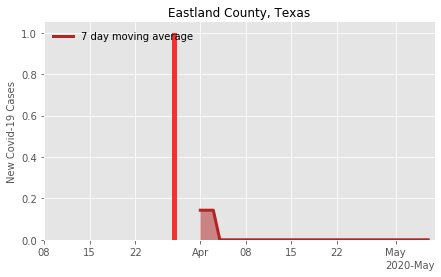 Eastland County, Texas
7 day moving average
New Covid-19 Cases
1.0
0.8
0.6
0.4
0.2
0.0
08 15 22 Apr 08 15 22 May
2020-May